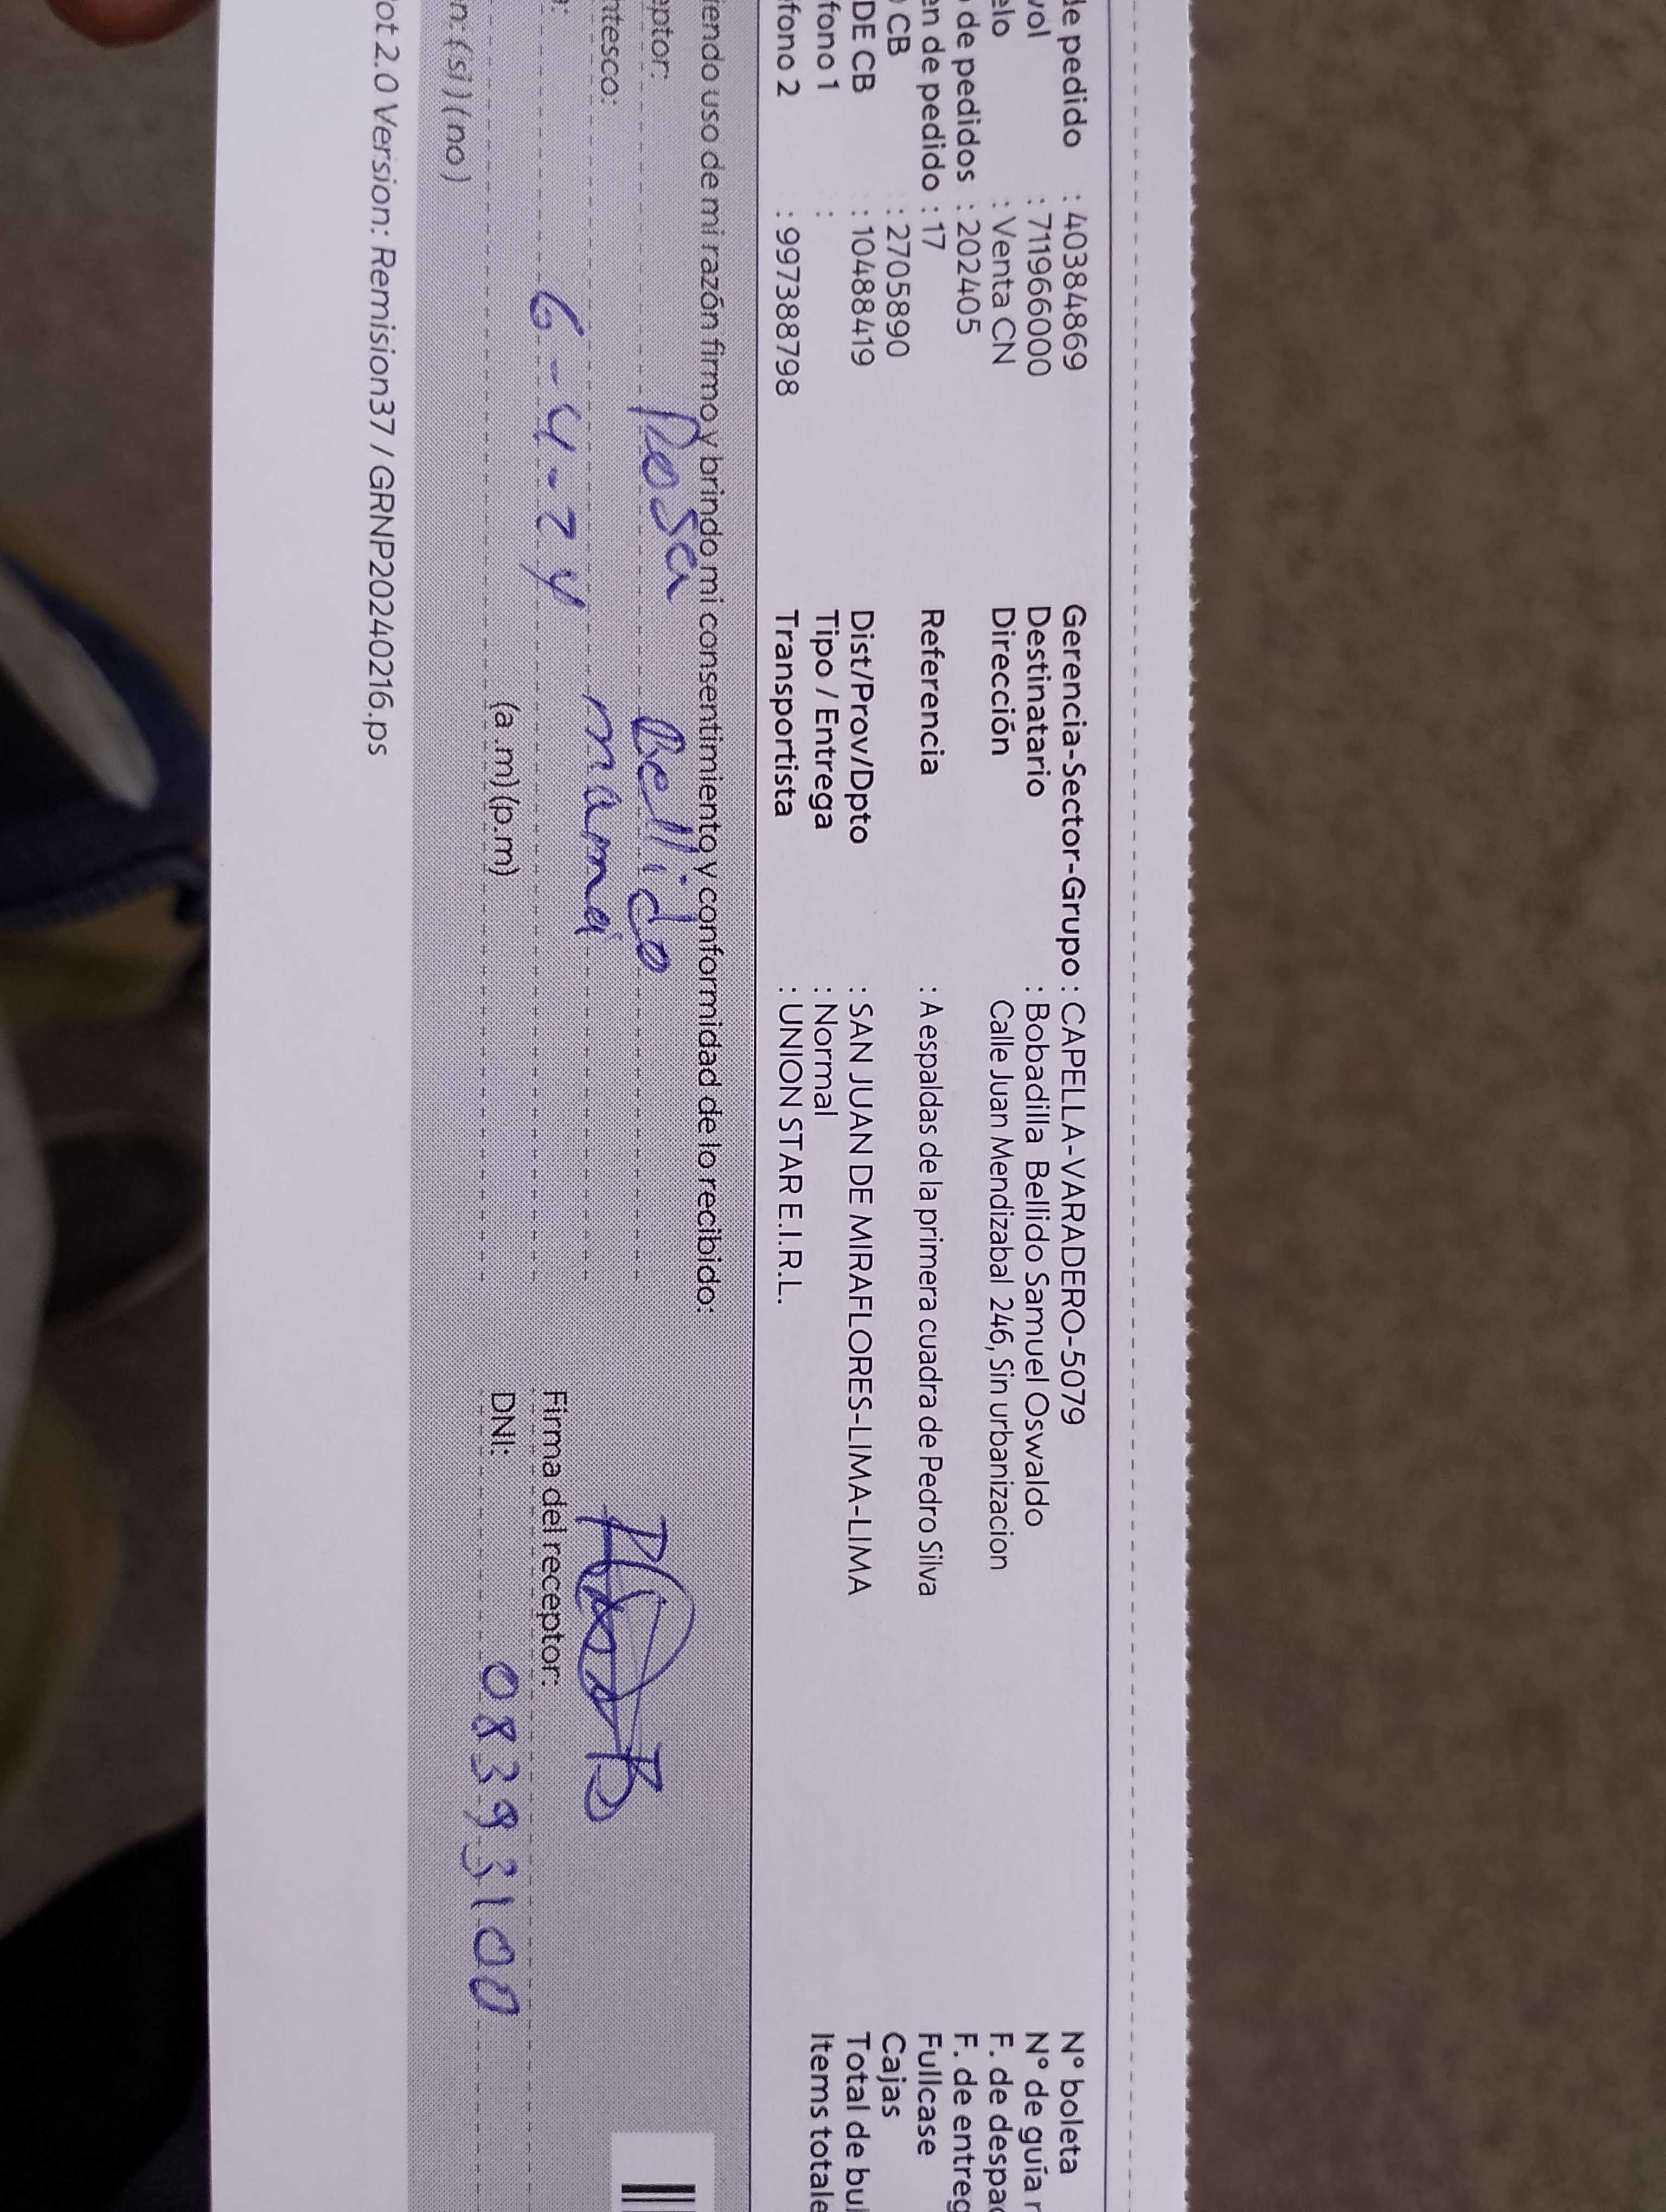 de pedido : 40384869 Gerencia-Sector-Grupo : CAPELLA-VARADERO-5079 N° boleta
vol : 711966000 Destinatario : Bobadilla Bellido Samuel Oswaldo N° de guía r
elo : Venta CN Dirección Calle Juan Mendizabal 246, Sin urbanizacion F. de despac
de pedidos : 202405 F. de entreg
en de pedido : 17 Referencia : A espaldas de la primera cuadra de Pedro Silva Fullcase
CB : 2705890 Cajas
DE CB : 10488419 Dist/Prov/Dpto : SAN JUAN DE MIRAFLORES-LIMA-LIMA Total de bul
fono 1 : Tipo / Entrega : Normal Items totale
fono 2 : 997388798 Transportista : UNION STAR E.I.R.L.
iendo uso de mi razón firmo y brindo mi consentimiento y conformidad de lo recibido:
eptor: Rosa Bellido
ntesco: mamá
a: 6-4-24 Firma del receptor:
(a.m)(p.m) DNI: 08393100
n: (si) (no)
ot 2.0 Version: Remision37 / GRNP20240216.ps